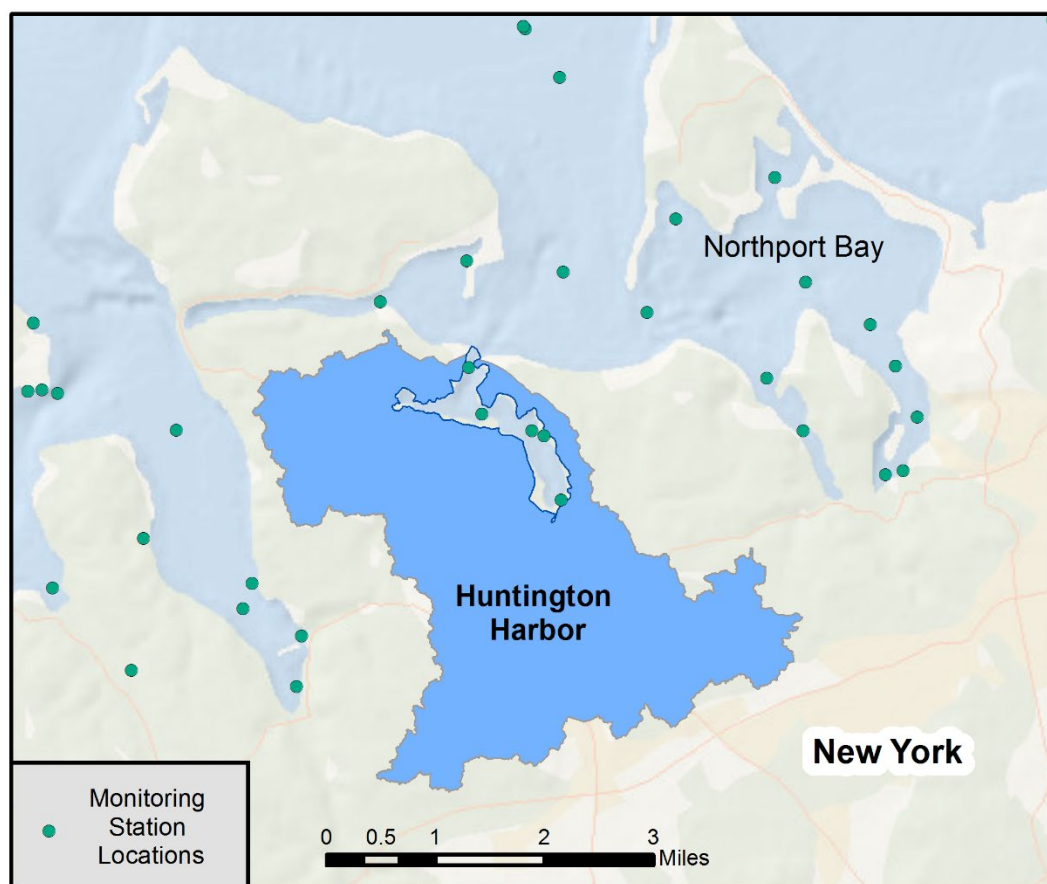 Northport Bay
Huntington
Harbor
New York
Monitoring
Station
Locations
0 0.5 1 2 3
Miles